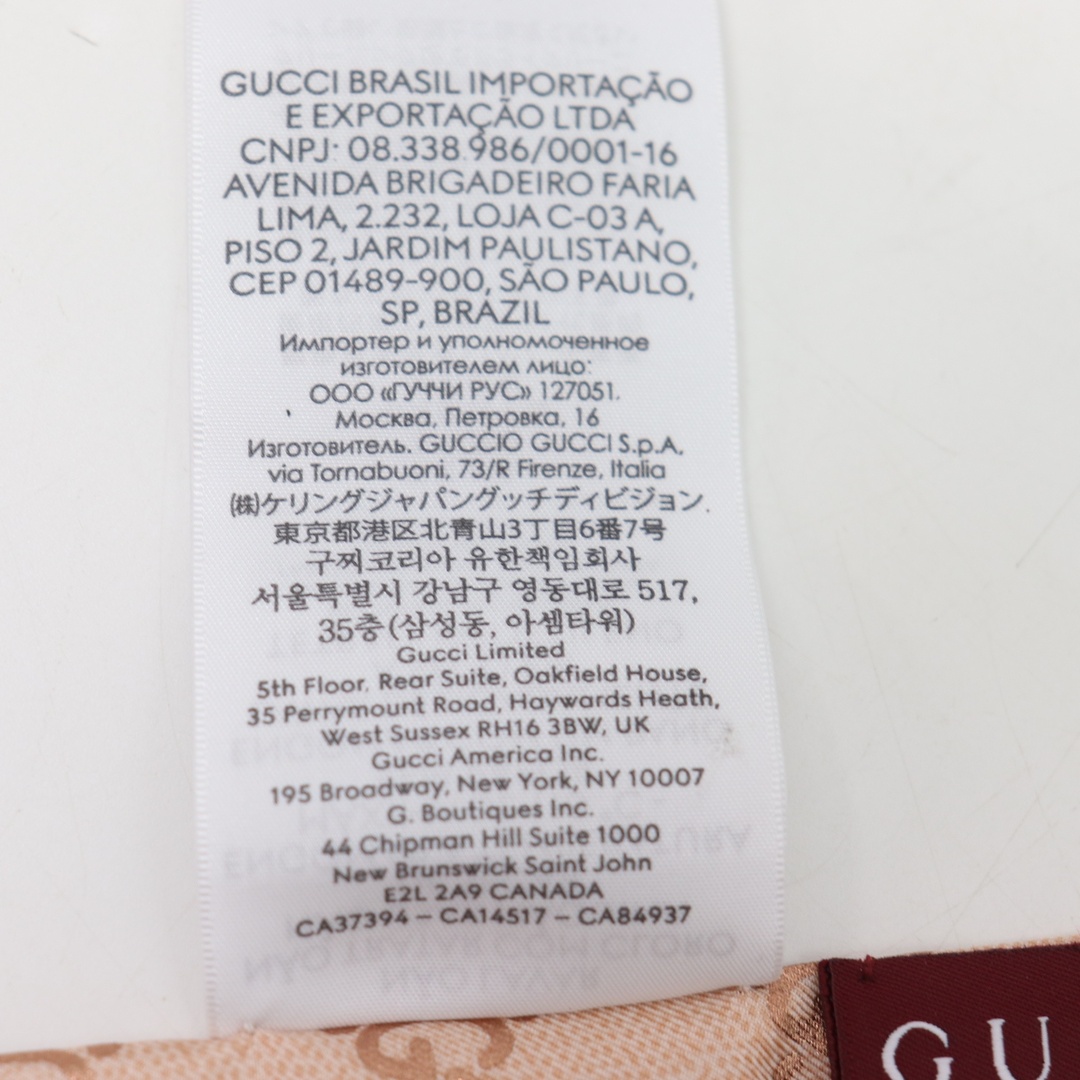 GUCCI BRASIL IMPORTAÇÃO
E EXPORTAÇÃO LTDA
CNPJ: 08.338.986/0001-16
AVENIDA BRIGADEIRO FARIA
LIMA, 2.232, LOJA C-03 A,
PISO 2, JARDIM PAULISTANO,
CEP 01489-900, SÃO PAULO,
SP, BRAZIL
Импортер и уполномоченное
изготовителем лицо:
ООО «ГУЧЧИ РУС» 127051.
Москва, Петровка, 16
Изготовитель. GUCCIO GUCCI S.p.A.
via Tornabuoni, 73/R Firenze, Italia
㈱ケリングジャパングッチディビジョン.
東京都港区北青山3丁目6番7号
구찌코리아 유한책임회사
서울특별시 강남구 영동대로 517,
35층(삼성동, 아셈타워)
Gucci Limited
5th Floor, Rear Suite, Oakfield House,
35 Perrymount Road, Haywards Heath,
West Sussex RH16 3BW, UK
Gucci America Inc.
195 Broadway, New York, NY 10007
G. Boutiques Inc.
44 Chipman Hill Suite 1000
New Brunswick Saint John
E2L 2A9 CANADA
CA37394 – CA14517 – CA84937
NÃO TRATAR COM CLORO
NÃO LAVAR
GU